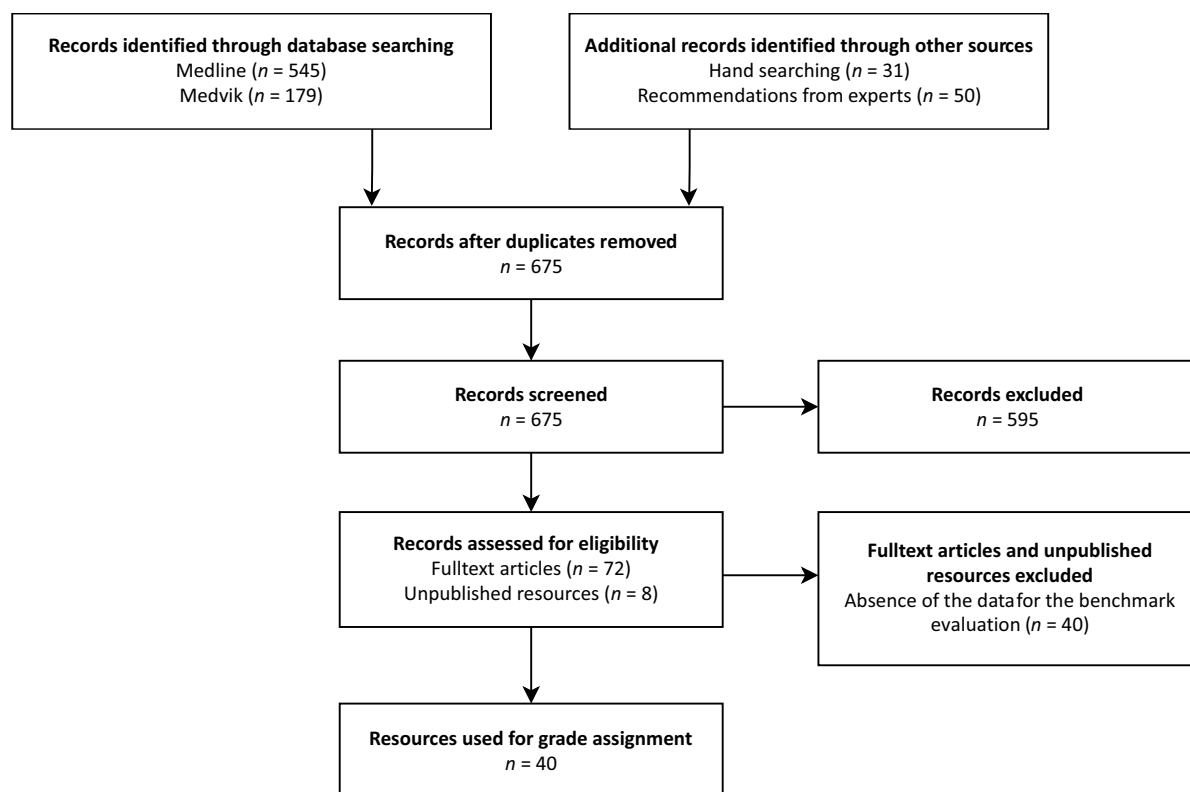 Records identified through database searching
Medline (n = 545)
Medvik (n = 179)
Additional records identified through other sources
Hand searching (n = 31)
Recommendations from experts (n = 50)
Records after duplicates removed
n = 675
Records screened
n = 675
Records excluded
n = 595
Records assessed for eligibility
Fulltext articles (n = 72)
Unpublished resources (n = 8)
Fulltext articles and unpublished
resources excluded
Absence of the data for the benchmark
evaluation (n = 40)
Resources used for grade assignment
n = 40